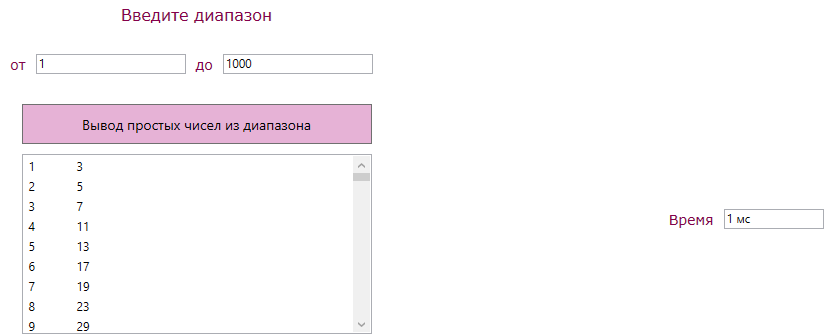 Введите диапазон
от 1 до 1000
Вывод простых чисел из диапазона
1 3
2 5
3 7
4 11
5 13
6 17
7 19
8 23
9 29
Время 1 мс